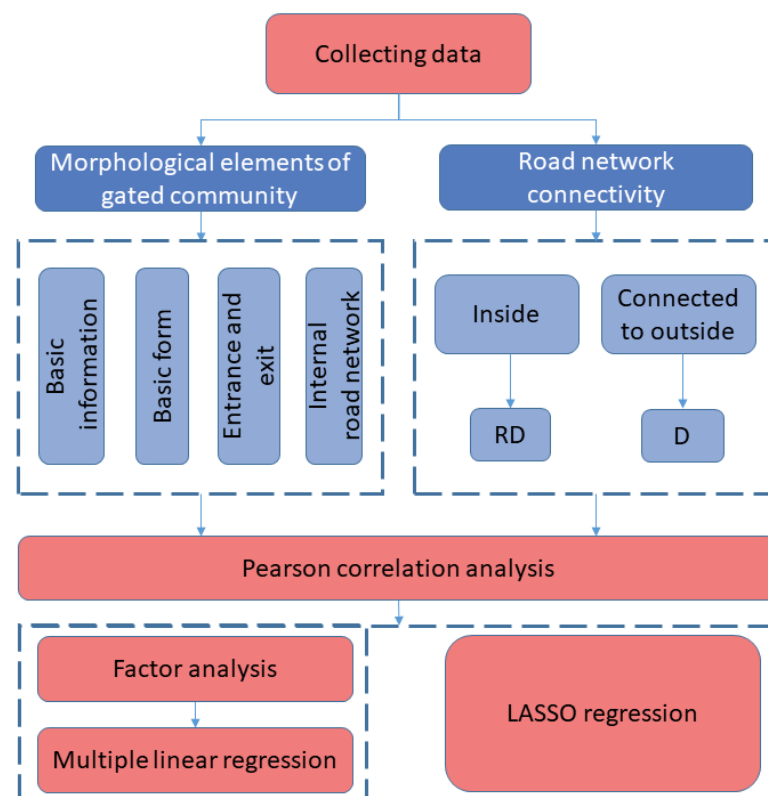 Collecting data
Morphological elements of
gated community
Road network
connectivity
Basic
information
Basic form
Entrance and
exit
Internal
road network
Inside
Connected
to outside
RD
D
Pearson correlation analysis
Factor analysis
Multiple linear regression
LASSO regression